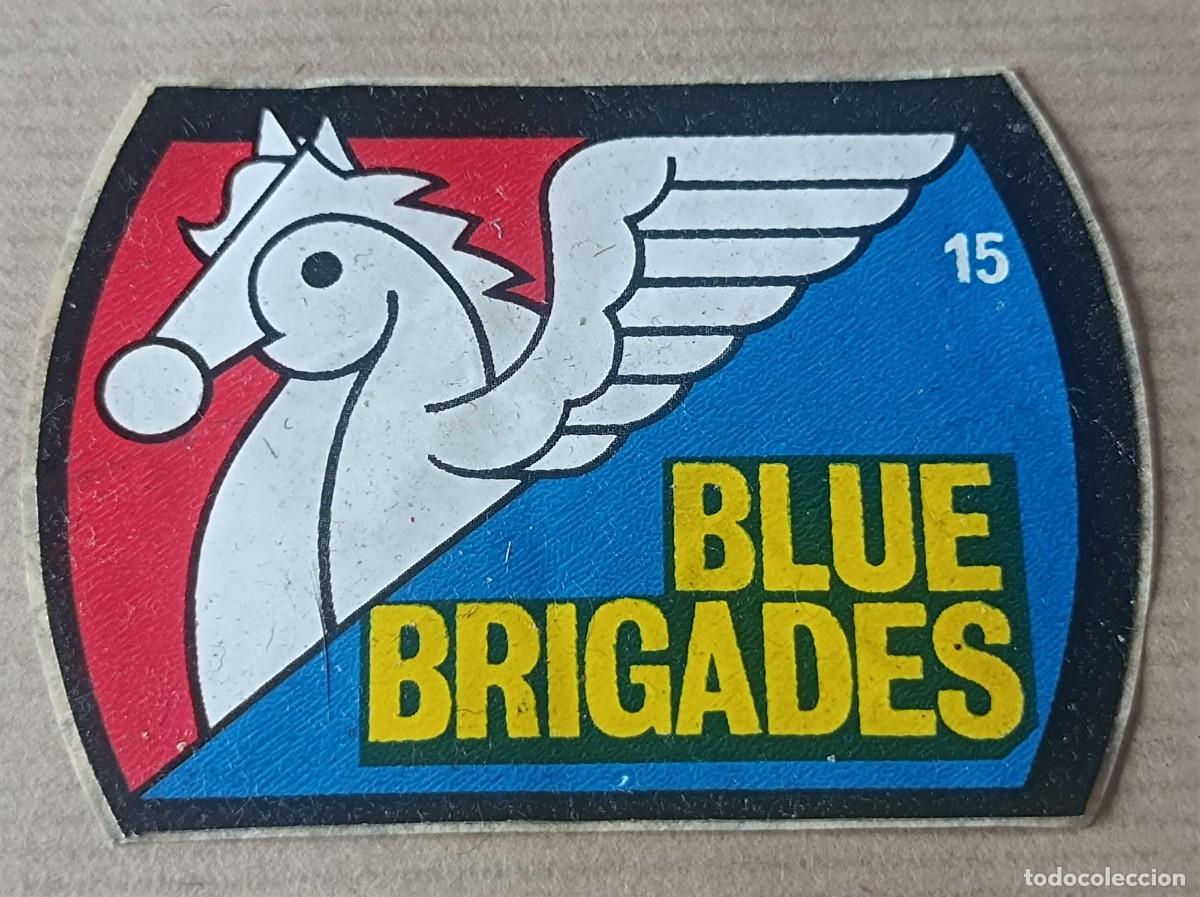 15
BLUE
BRIGADES
todocoleccion